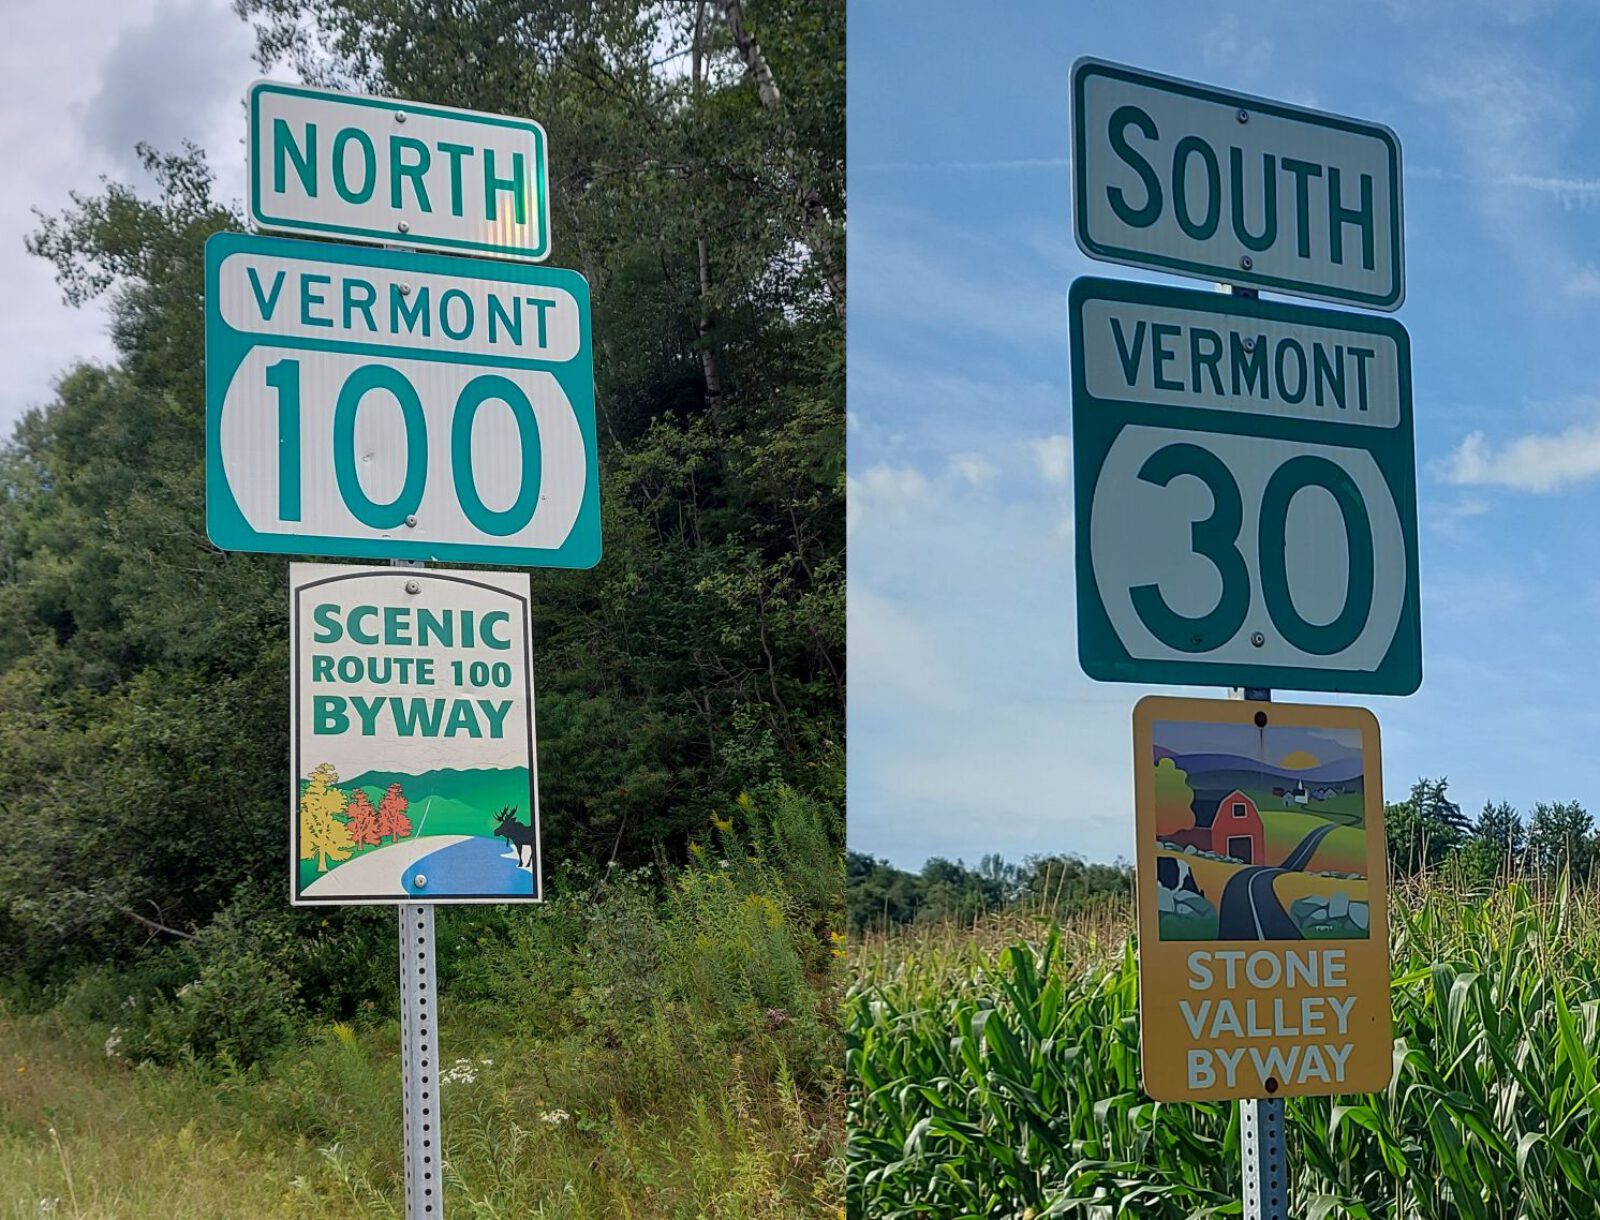 NORTH
VERMONT
100
SCENIC
ROUTE 100
BYWAY
SOUTH
VERMONT
30
STONE
VALLEY
BYWAY